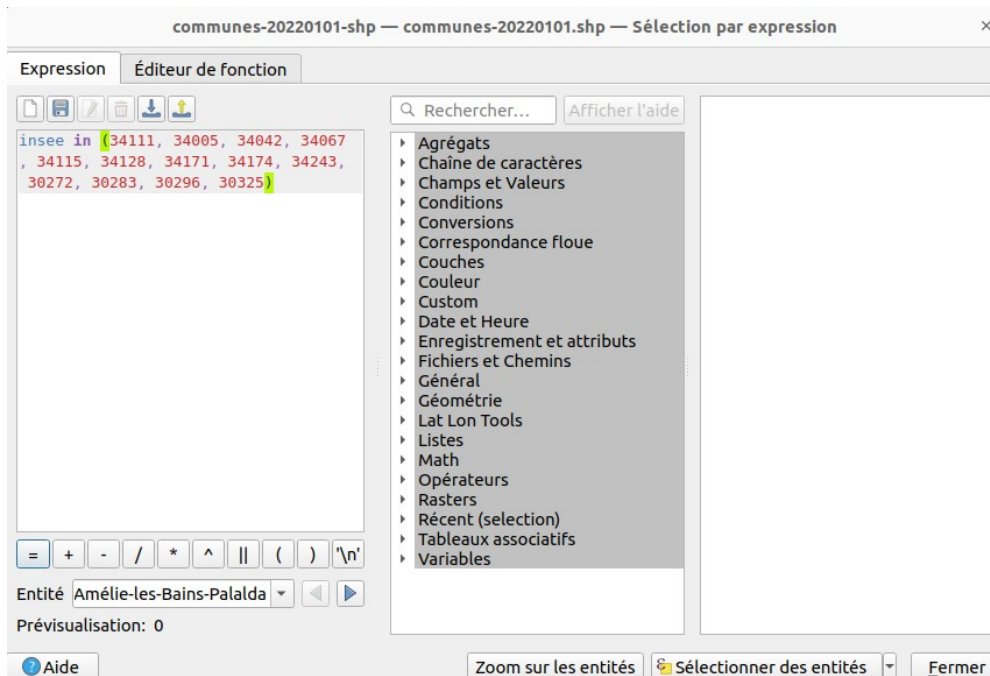 communes-20220101-shp — communes-20220101.shp — Sélection par expression
Expression Éditeur de fonction
insee in (34111, 34005, 34042, 34067
, 34115, 34128, 34171, 34174, 34243,
30272, 30283, 30296, 30325)
= + - / * ^ || ( ) '\n'
Entité Amélie-les-Bains-Palalda
Prévisualisation: 0
Rechercher... Afficher l'aide
Agrégats
Chaîne de caractères
Champs et Valeurs
Conditions
Conversions
Correspondance floue
Couches
Couleur
Custom
Date et Heure
Enregistrement et attributs
Fichiers et Chemins
Général
Géométrie
Lat Lon Tools
Listes
Math
Opérateurs
Rasters
Récent (selection)
Tableaux associatifs
Variables
Aide Zoom sur les entités Sélectionner des entités Fermer